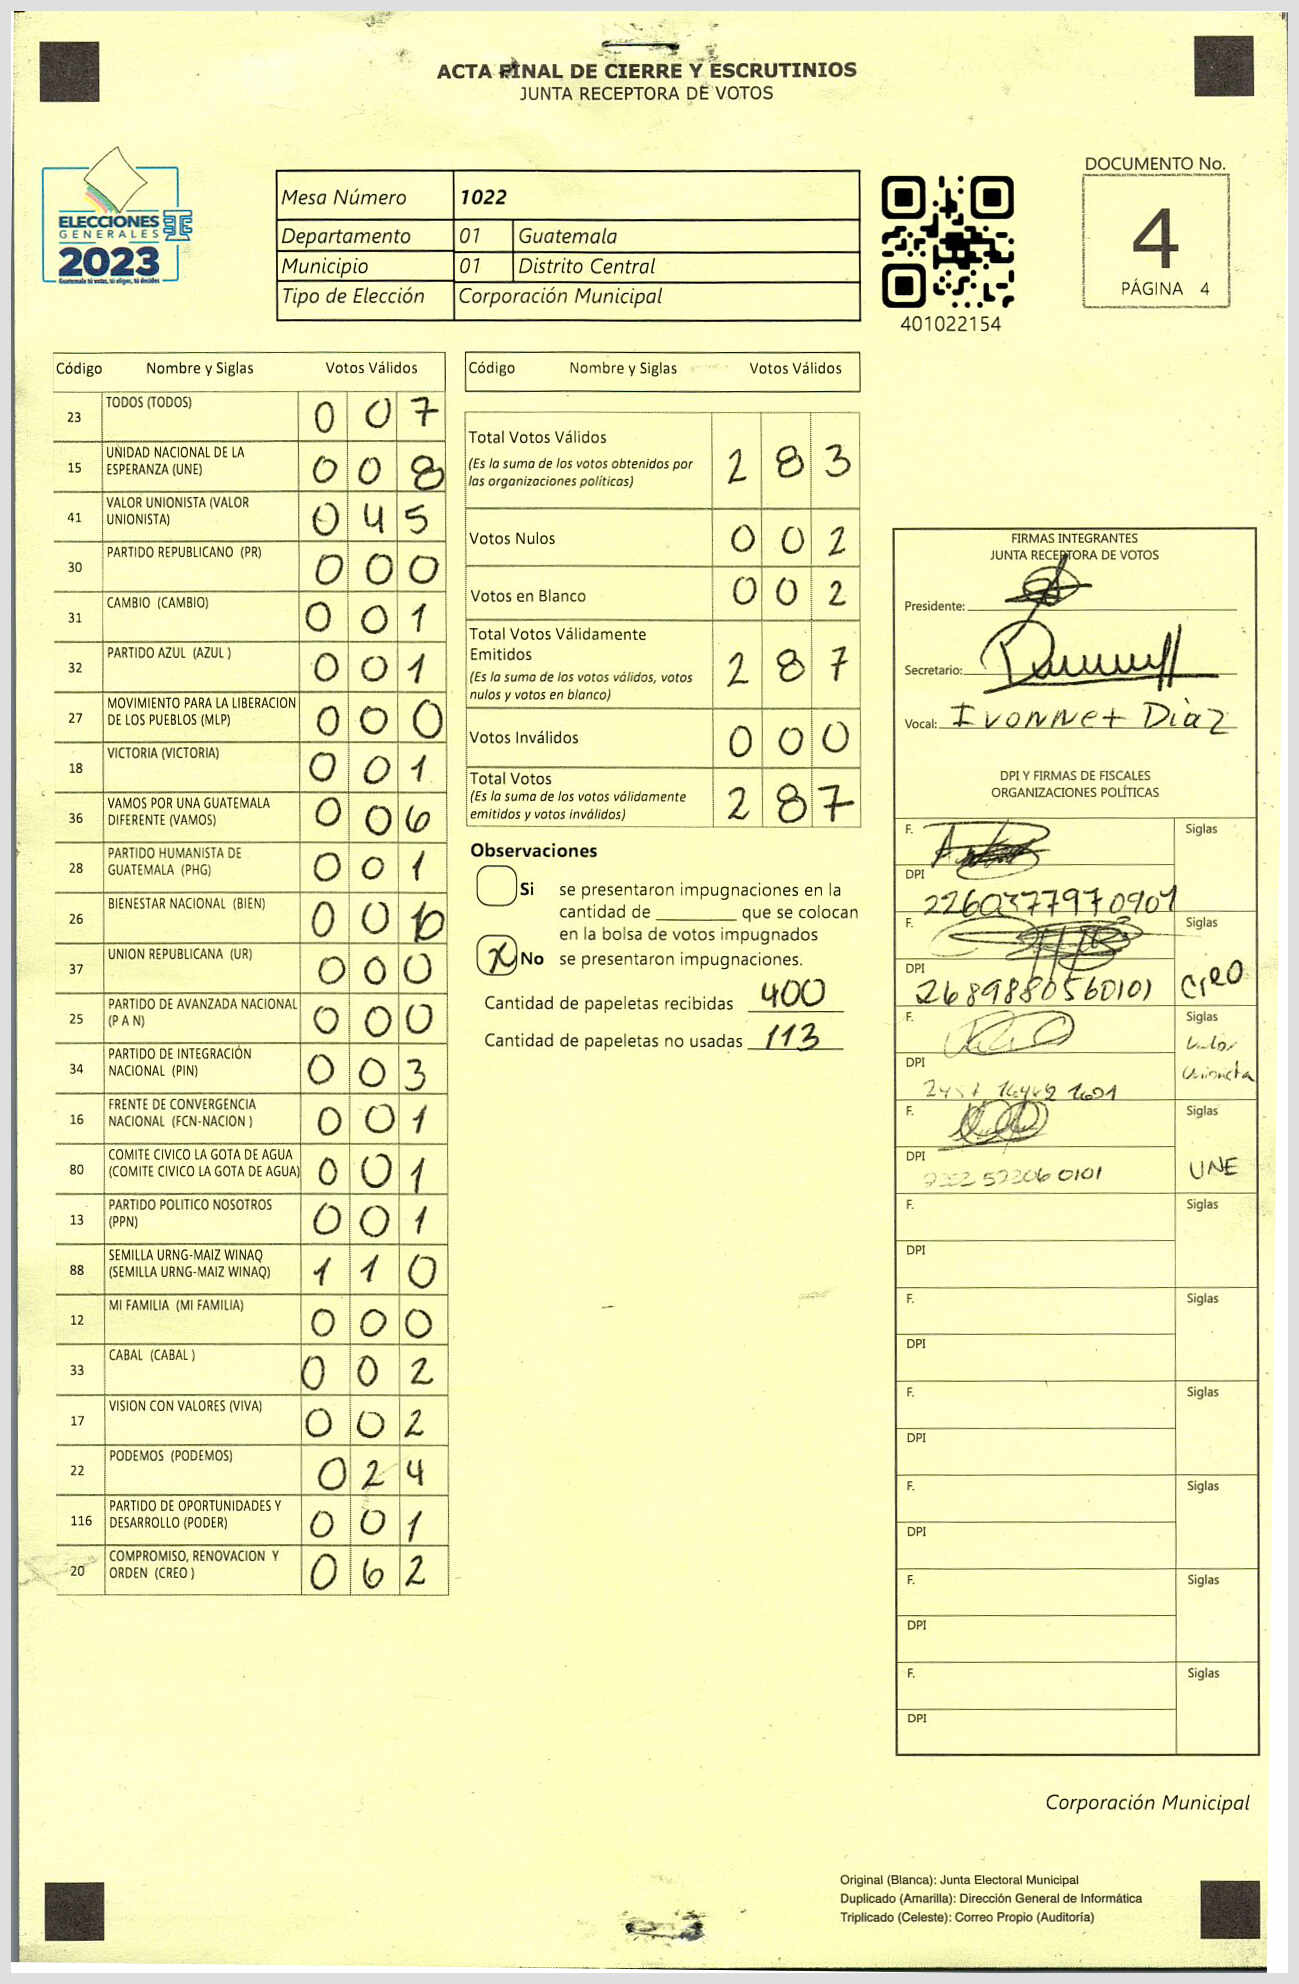 ACTA FINAL DE CIERRE Y ESCRUTINIOS
JUNTA RECEPTORA DE VOTOS
ELECCIONES
GENERALES
2023
Guatemala tú votas, tú eliges, tú decides
Mesa Número 1022
Departamento 01 Guatemala
Municipio 01 Distrito Central
Tipo de Elección Corporación Municipal
401022154
DOCUMENTO No.
4
PÁGINA 4
Código Nombre y Siglas Votos Válidos
23 TODOS (TODOS) 0 0 7
15 UNIDAD NACIONAL DE LA
ESPERANZA (UNE) 0 0 8
41 VALOR UNIONISTA (VALOR
UNIONISTA) 0 4 5
30 PARTIDO REPUBLICANO (PR) 0 0 0
31 CAMBIO (CAMBIO) 0 0 1
32 PARTIDO AZUL (AZUL ) 0 0 1
27 MOVIMIENTO PARA LA LIBERACION
DE LOS PUEBLOS (MLP) 0 0 0
18 VICTORIA (VICTORIA) 0 0 1
36 VAMOS POR UNA GUATEMALA
DIFERENTE (VAMOS) 0 0 6
28 PARTIDO HUMANISTA DE
GUATEMALA (PHG) 0 0 1
26 BIENESTAR NACIONAL (BIEN) 0 0
37 UNION REPUBLICANA (UR) 0 0 0
25 PARTIDO DE AVANZADA NACIONAL
(P A N) 0 0 0
34 PARTIDO DE INTEGRACIÓN
NACIONAL (PIN) 0 0 3
16 FRENTE DE CONVERGENCIA
NACIONAL (FCN-NACION ) 0 0 1
80 COMITE CIVICO LA GOTA DE AGUA
(COMITE CIVICO LA GOTA DE AGUA) 0 0 1
13 PARTIDO POLITICO NOSOTROS
(PPN) 0 0 1
88 SEMILLA URNG-MAIZ WINAQ
(SEMILLA URNG-MAIZ WINAQ) 1 1 0
12 MI FAMILIA (MI FAMILIA) 0 0 0
33 CABAL (CABAL ) 0 0 2
17 VISION CON VALORES (VIVA) 0 0 2
22 PODEMOS (PODEMOS) 0 2 4
116 PARTIDO DE OPORTUNIDADES Y
DESARROLLO (PODER) 0 0 1
20 COMPROMISO, RENOVACION Y
ORDEN (CREO ) 0 6 2
Código Nombre y Siglas Votos Válidos
Total Votos Válidos 2 8 3
(Es la suma de los votos obtenidos por
las organizaciones políticas)
Votos Nulos 0 0 2
Votos en Blanco 0 0 2
Total Votos Válidamente
Emitidos 2 8 7
(Es la suma de los votos válidos, votos
nulos y votos en blanco)
Votos Inválidos 0 0 0
Total Votos 2 8 7
(Es la suma de los votos válidamente
emitidos y votos inválidos)
Observaciones
Si se presentaron impugnaciones en la
cantidad de ________ que se colocan
en la bolsa de votos impugnados
X No se presentaron impugnaciones.
Cantidad de papeletas recibidas 400
Cantidad de papeletas no usadas 113
FIRMAS INTEGRANTES
JUNTA RECEPTORA DE VOTOS
Presidente:
Secretario:
Vocal: Ivonnet Diaz
DPI Y FIRMAS DE FISCALES
ORGANIZACIONES POLÍTICAS
F. Siglas
DPI
2260377970901
F. Siglas
DPI
2689880560101 CREO
F. Siglas
Valor
Unionista
DPI
F. Siglas
DPI
UNE
F. Siglas
DPI
F. Siglas
DPI
F. Siglas
DPI
F. Siglas
DPI
F. Siglas
DPI
F. Siglas
DPI
Corporación Municipal
Original (Blanca): Junta Electoral Municipal
Duplicado (Amarilla): Dirección General de Informática
Triplicado (Celeste): Correo Propio (Auditoría)